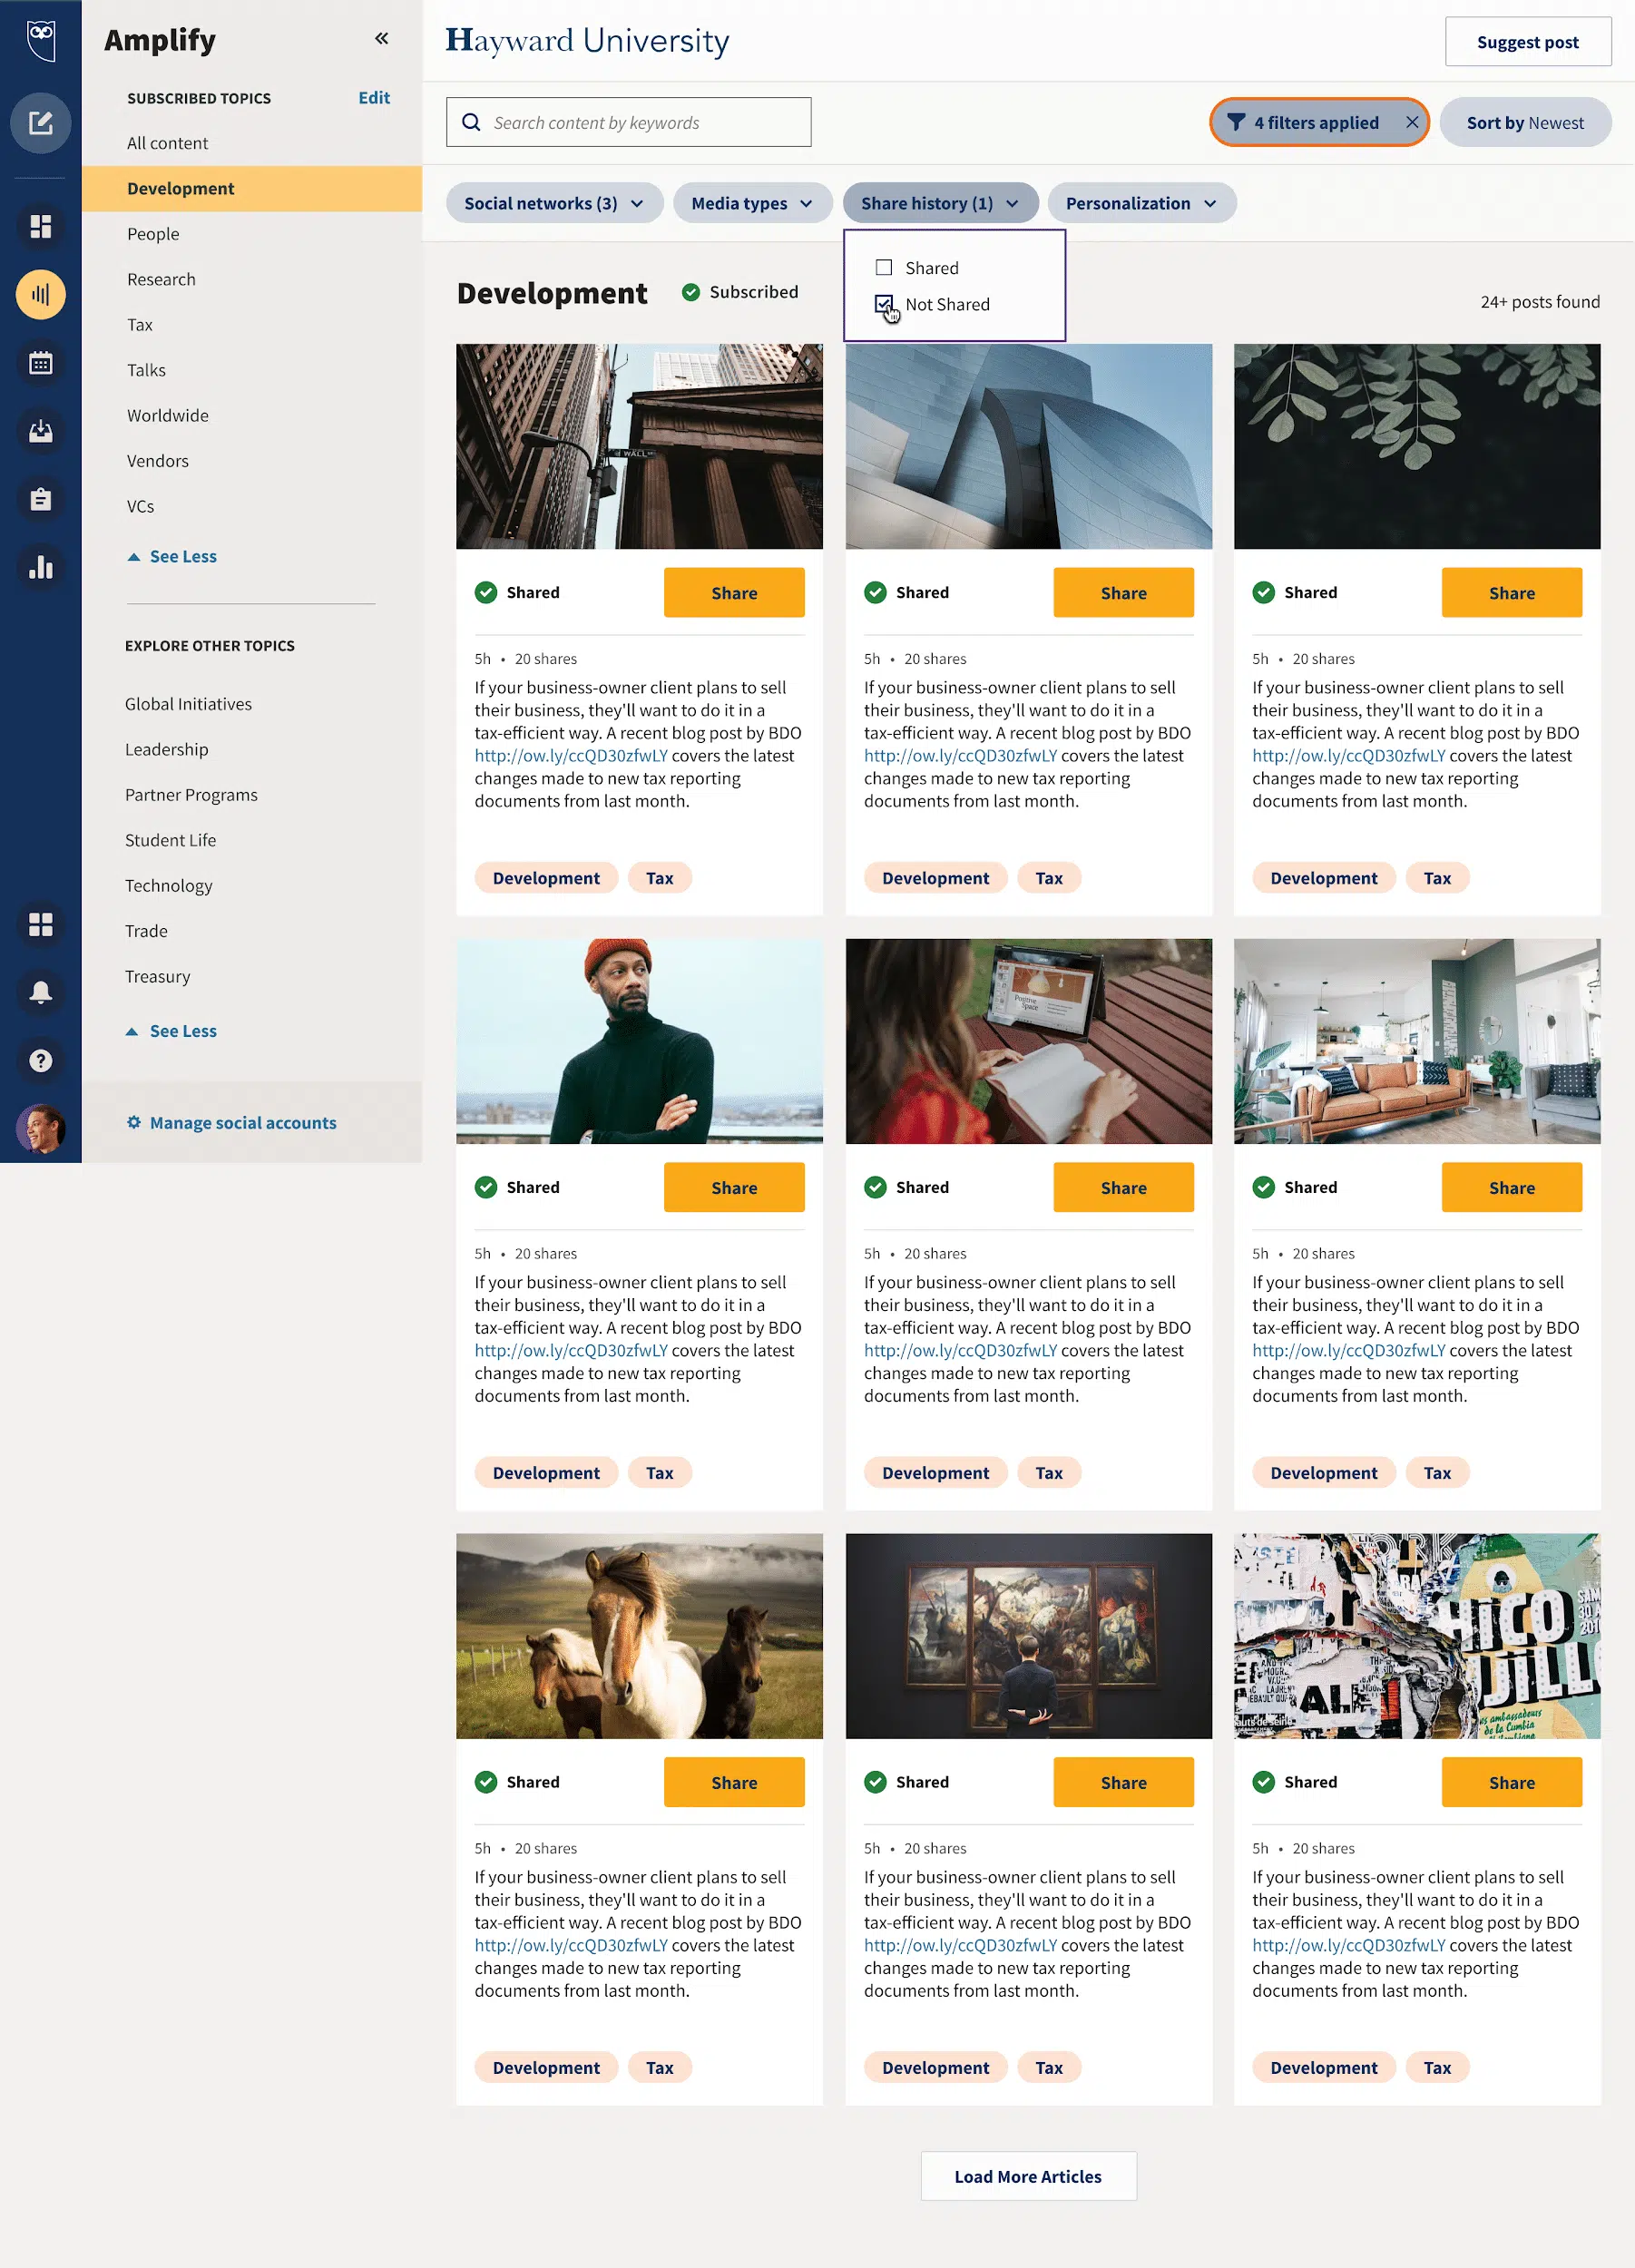 Amplify
«
SUBSCRIBED TOPICS
Edit
All content
Development
People
Research
Tax
Talks
Worldwide
Vendors
VCs
See Less
EXPLORE OTHER TOPICS
Global Initiatives
Leadership
Partner Programs
Student Life
Technology
Trade
Treasury
See Less
Manage social accounts
Hayward University
Suggest post
Search content by keywords
4 filters applied
Sort by Newest
Social networks (3)
Media types
Share history (1)
Personalization
Shared
Not Shared
Development
Subscribed
24+ posts found
WALL
Shared
Share
5h • 20 shares
If your business-owner client plans to sell
their business, they'll want to do it in a
tax-efficient way. A recent blog post by BDO
http://ow.ly/ccQD30zfwLY covers the latest
changes made to new tax reporting
documents from last month.
Development
Tax
Shared
Share
5h • 20 shares
If your business-owner client plans to sell
their business, they'll want to do it in a
tax-efficient way. A recent blog post by BDO
http://ow.ly/ccQD30zfwLY covers the latest
changes made to new tax reporting
documents from last month.
Development
Tax
Shared
Share
5h • 20 shares
If your business-owner client plans to sell
their business, they'll want to do it in a
tax-efficient way. A recent blog post by BDO
http://ow.ly/ccQD30zfwLY covers the latest
changes made to new tax reporting
documents from last month.
Development
Tax
Shared
Share
5h • 20 shares
If your business-owner client plans to sell
their business, they'll want to do it in a
tax-efficient way. A recent blog post by BDO
http://ow.ly/ccQD30zfwLY covers the latest
changes made to new tax reporting
documents from last month.
Development
Tax
Positive
Space
Shared
Share
5h • 20 shares
If your business-owner client plans to sell
their business, they'll want to do it in a
tax-efficient way. A recent blog post by BDO
http://ow.ly/ccQD30zfwLY covers the latest
changes made to new tax reporting
documents from last month.
Development
Tax
Shared
Share
5h • 20 shares
If your business-owner client plans to sell
their business, they'll want to do it in a
tax-efficient way. A recent blog post by BDO
http://ow.ly/ccQD30zfwLY covers the latest
changes made to new tax reporting
documents from last month.
Development
Tax
Shared
Share
5h • 20 shares
If your business-owner client plans to sell
their business, they'll want to do it in a
tax-efficient way. A recent blog post by BDO
http://ow.ly/ccQD30zfwLY covers the latest
changes made to new tax reporting
documents from last month.
Development
Tax
Shared
Share
5h • 20 shares
If your business-owner client plans to sell
their business, they'll want to do it in a
tax-efficient way. A recent blog post by BDO
http://ow.ly/ccQD30zfwLY covers the latest
changes made to new tax reporting
documents from last month.
Development
Tax
ambassadeurs
de la Cumbia
Shared
Share
5h • 20 shares
If your business-owner client plans to sell
their business, they'll want to do it in a
tax-efficient way. A recent blog post by BDO
http://ow.ly/ccQD30zfwLY covers the latest
changes made to new tax reporting
documents from last month.
Development
Tax
Load More Articles